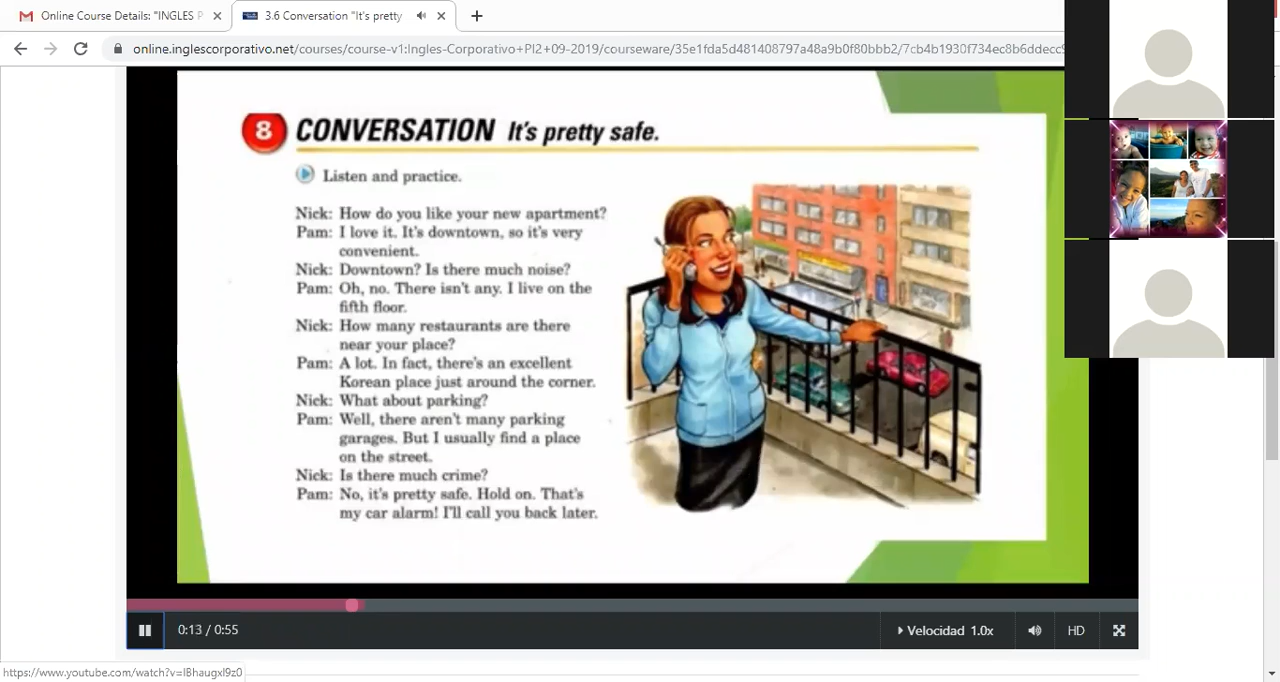 Online Course Details: "INGLES P
3.6 Conversation "It's pretty
online.inglescorporativo.net/courses/course-v1:Ingles-Corporativo+PI2+09-2019/courseware/35e1fda5d481408797a48a9b0f80bbb2/7cb4b1930f734ec8b6ddecc9
8 CONVERSATION It's pretty safe.
Listen and practice.
Nick: How do you like your new apartment?
Pam: I love it. It's downtown, so it's very
convenient.
Nick: Downtown? Is there much noise?
Pam: Oh, no. There isn't any. I live on the
fifth floor.
Nick: How many restaurants are there
near your place?
Pam: A lot. In fact, there's an excellent
Korean place just around the corner.
Nick: What about parking?
Pam: Well, there aren't many parking
garages. But I usually find a place
on the street.
Nick: Is there much crime?
Pam: No, it's pretty safe. Hold on. That's
my car alarm! I'll call you back later.
0:13 / 0:55
Velocidad 1.0x
HD
https://www.youtube.com/watch?v=l8haugxl9z0